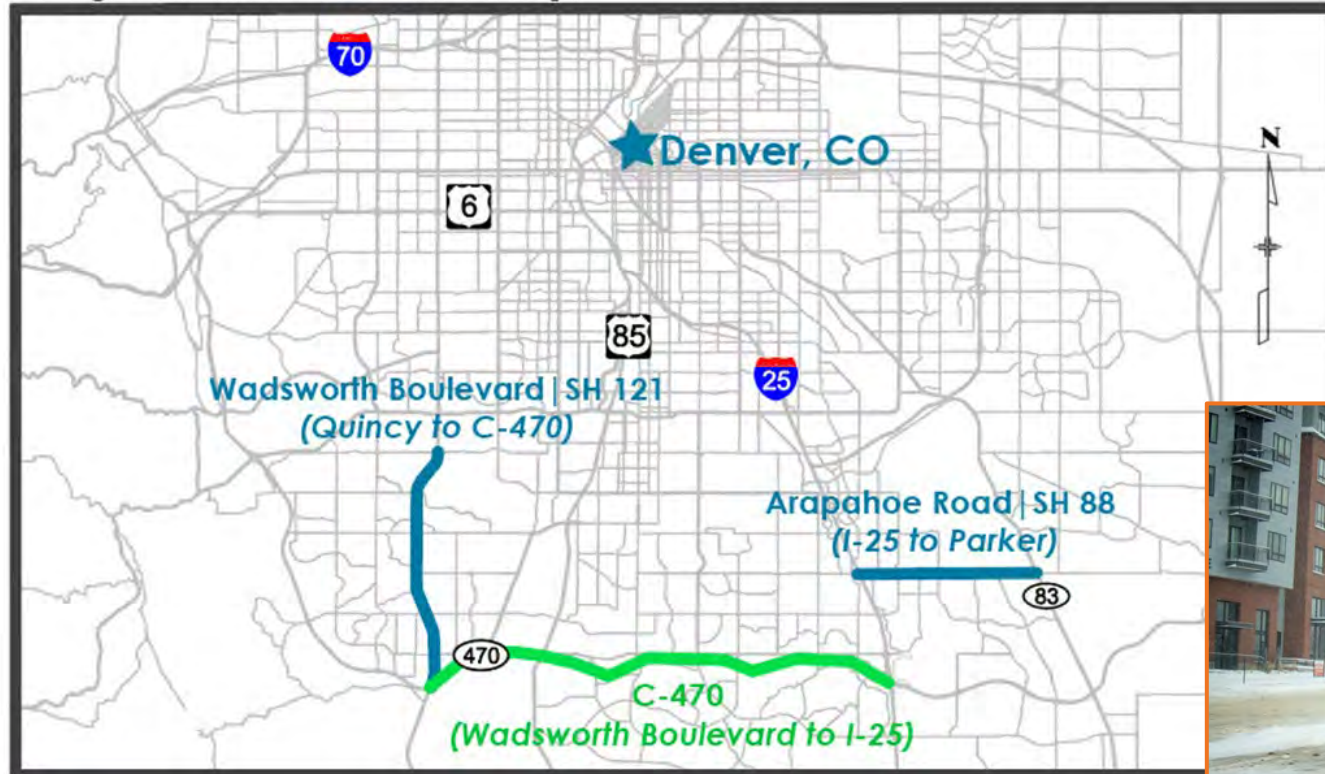 70
Denver, CO
N
6
85
25
Wadsworth Boulevard | SH 121
(Quincy to C-470)
Arapahoe Road | SH 88
(I-25 to Parker)
83
470
C-470
(Wadsworth Boulevard to I-25)